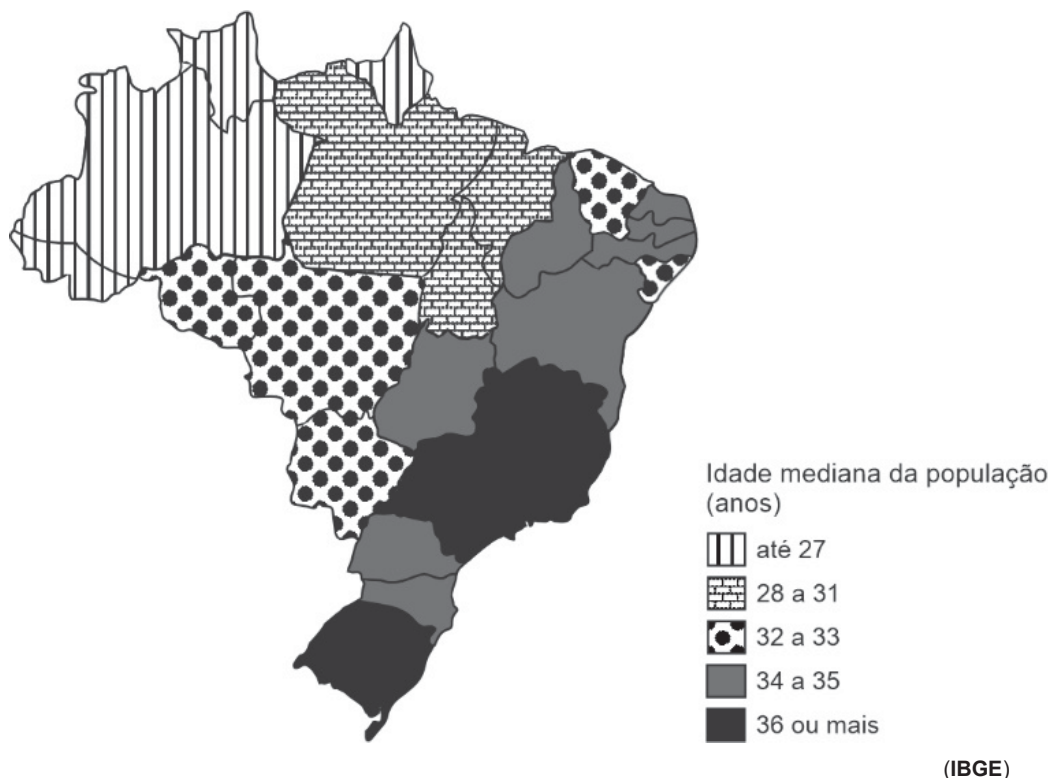 Idade mediana da população
(anos)
até 27
28 a 31
32 a 33
34 a 35
36 ou mais
(IBGE)